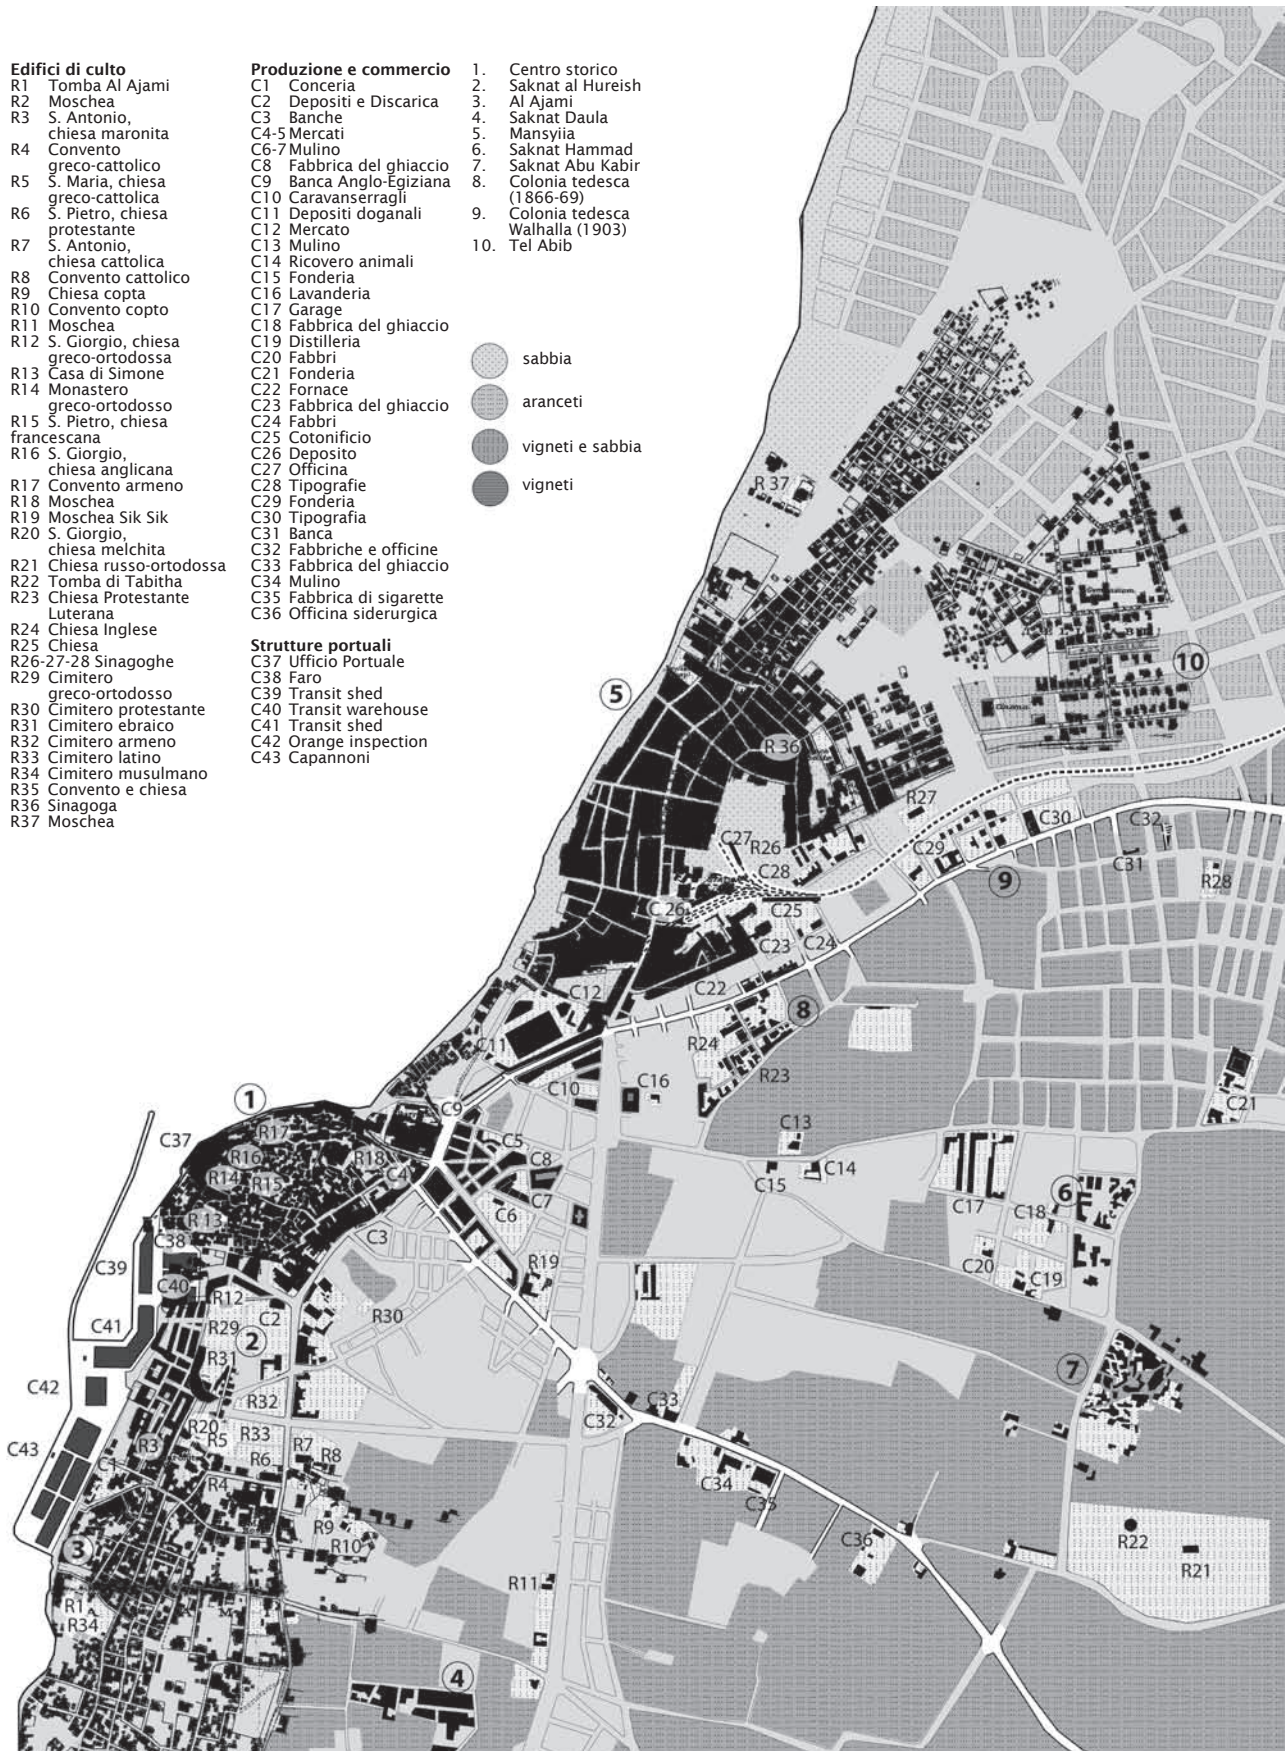 Edifici di culto
R1 Tomba Al Ajami
R2 Moschea
R3 S. Antonio,
chiesa maronita
R4 Convento
greco-cattolico
R5 S. Maria, chiesa
greco-cattolica
R6 S. Pietro, chiesa
protestante
R7 S. Antonio,
chiesa cattolica
R8 Convento cattolico
R9 Chiesa copta
R10 Convento copto
R11 Moschea
R12 S. Giorgio, chiesa
greco-ortodossa
R13 Casa di Simone
R14 Monastero
greco-ortodosso
R15 S. Pietro, chiesa
francescana
R16 S. Giorgio,
chiesa anglicana
R17 Convento armeno
R18 Moschea
R19 Moschea Sik Sik
R20 S. Giorgio,
chiesa melchita
R21 Chiesa russo-ortodossa
R22 Tomba di Tabitha
R23 Chiesa Protestante
Luterana
R24 Chiesa Inglese
R25 Chiesa
R26-27-28 Sinagoghe
R29 Cimitero
greco-ortodosso
R30 Cimitero protestante
R31 Cimitero ebraico
R32 Cimitero armeno
R33 Cimitero latino
R34 Cimitero musulmano
R35 Convento e chiesa
R36 Sinagoga
R37 Moschea
Produzione e commercio
C1 Conceria
C2 Depositi e Discarica
C3 Banche
C4-5 Mercati
C6-7 Mulino
C8 Fabbrica del ghiaccio
C9 Banca Anglo-Egiziana
C10 Caravanserragli
C11 Depositi doganali
C12 Mercato
C13 Mulino
C14 Ricovero animali
C15 Fonderia
C16 Lavanderia
C17 Garage
C18 Fabbrica del ghiaccio
C19 Distilleria
C20 Fabbri
C21 Fonderia
C22 Fornace
C23 Fabbrica del ghiaccio
C24 Fabbri
C25 Cotonificio
C26 Deposito
C27 Officina
C28 Tipografie
C29 Fonderia
C30 Tipografia
C31 Banca
C32 Fabbriche e officine
C33 Fabbrica del ghiaccio
C34 Mulino
C35 Fabbrica di sigarette
C36 Officina siderurgica
Strutture portuali
C37 Ufficio Portuale
C38 Faro
C39 Transit shed
C40 Transit warehouse
C41 Transit shed
C42 Orange inspection
C43 Capannoni
1. Centro storico
2. Saknat al Hureish
3. Al Ajami
4. Saknat Daula
5. Mansyiia
6. Saknat Hammad
7. Saknat Abu Kabir
8. Colonia tedesca
(1866-69)
9. Colonia tedesca
Walhalla (1903)
10. Tel Abib
sabbia
aranceti
vigneti e sabbia
vigneti
R 37
5
10
R 36
R27
C30
C32
C27
R26
C29
C31
C28
9
R28
C 26
C25
C23
C24
C12
C22
8
C11
R24
C10
C16
R23
C9
1
C21
C37
R17
C13
R16
R18
C5
C4
C8
C14
R14
R15
C15
C7
6
R 13
C6
C17
C18
C38
C3
C39
R19
C20
C19
C40
R12
C2
R30
C41
R29
2
7
R31
C42
R32
C33
C32
R20
R5
R33
C43
R3
R7
R8
C1
R6
C34
R4
C35
R9
R10
C36
R22
3
R21
R11
R1
R34
4